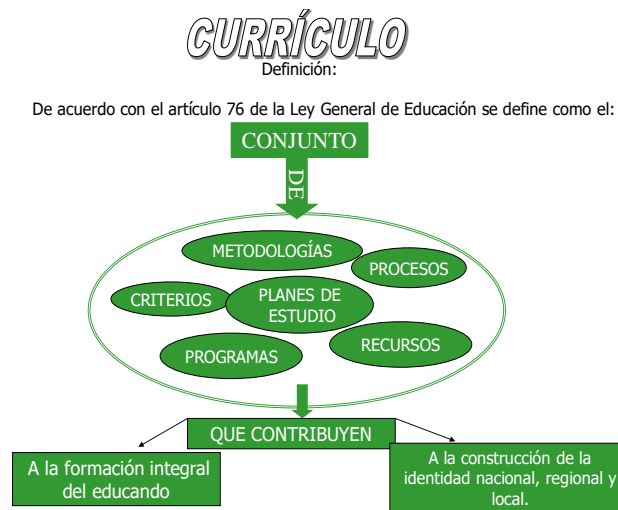 CURRÍCULO
Definición:
De acuerdo con el artículo 76 de la Ley General de Educación se define como el:
CONJUNTO
DE
METODOLOGÍAS
PROCESOS
CRITERIOS
PLANES DE
ESTUDIO
PROGRAMAS
RECURSOS
QUE CONTRIBUYEN
A la formación integral
del educando
A la construcción de la
identidad nacional, regional y
local.